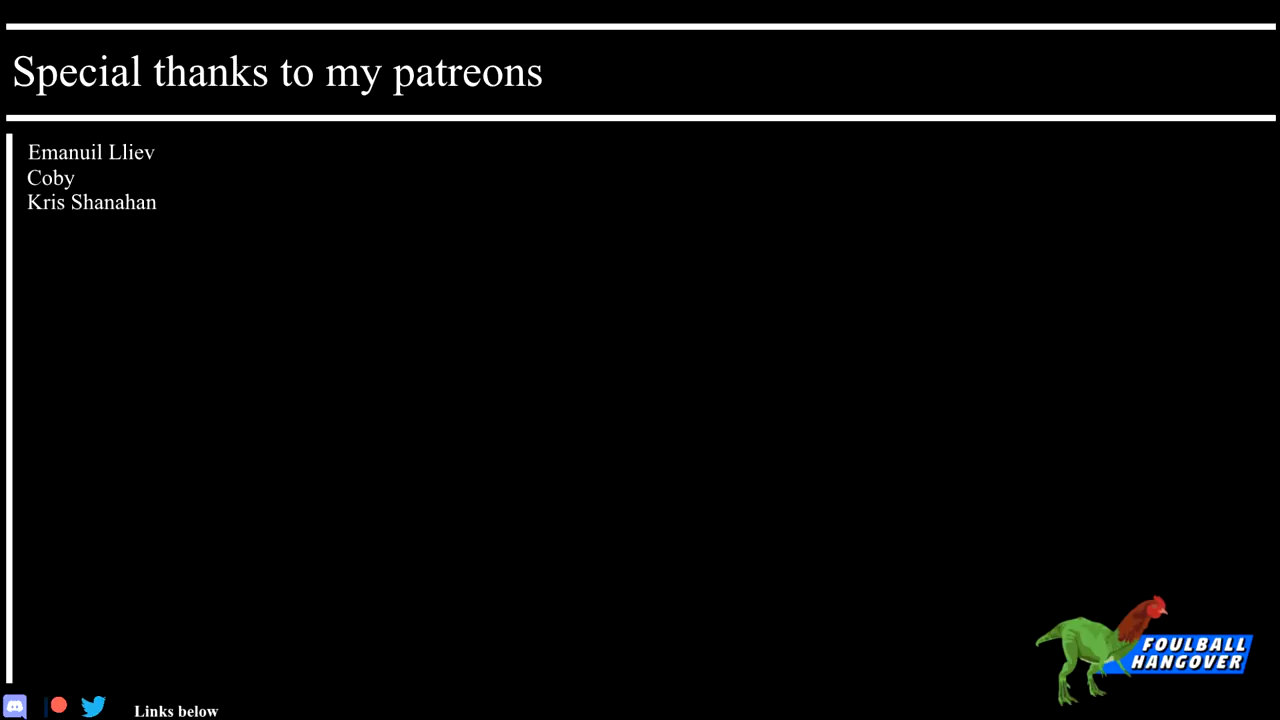 Special thanks to my patreons
Emanuil Lliev
Coby
Kris Shanahan
FOULBALL
HANGOVER
Links below